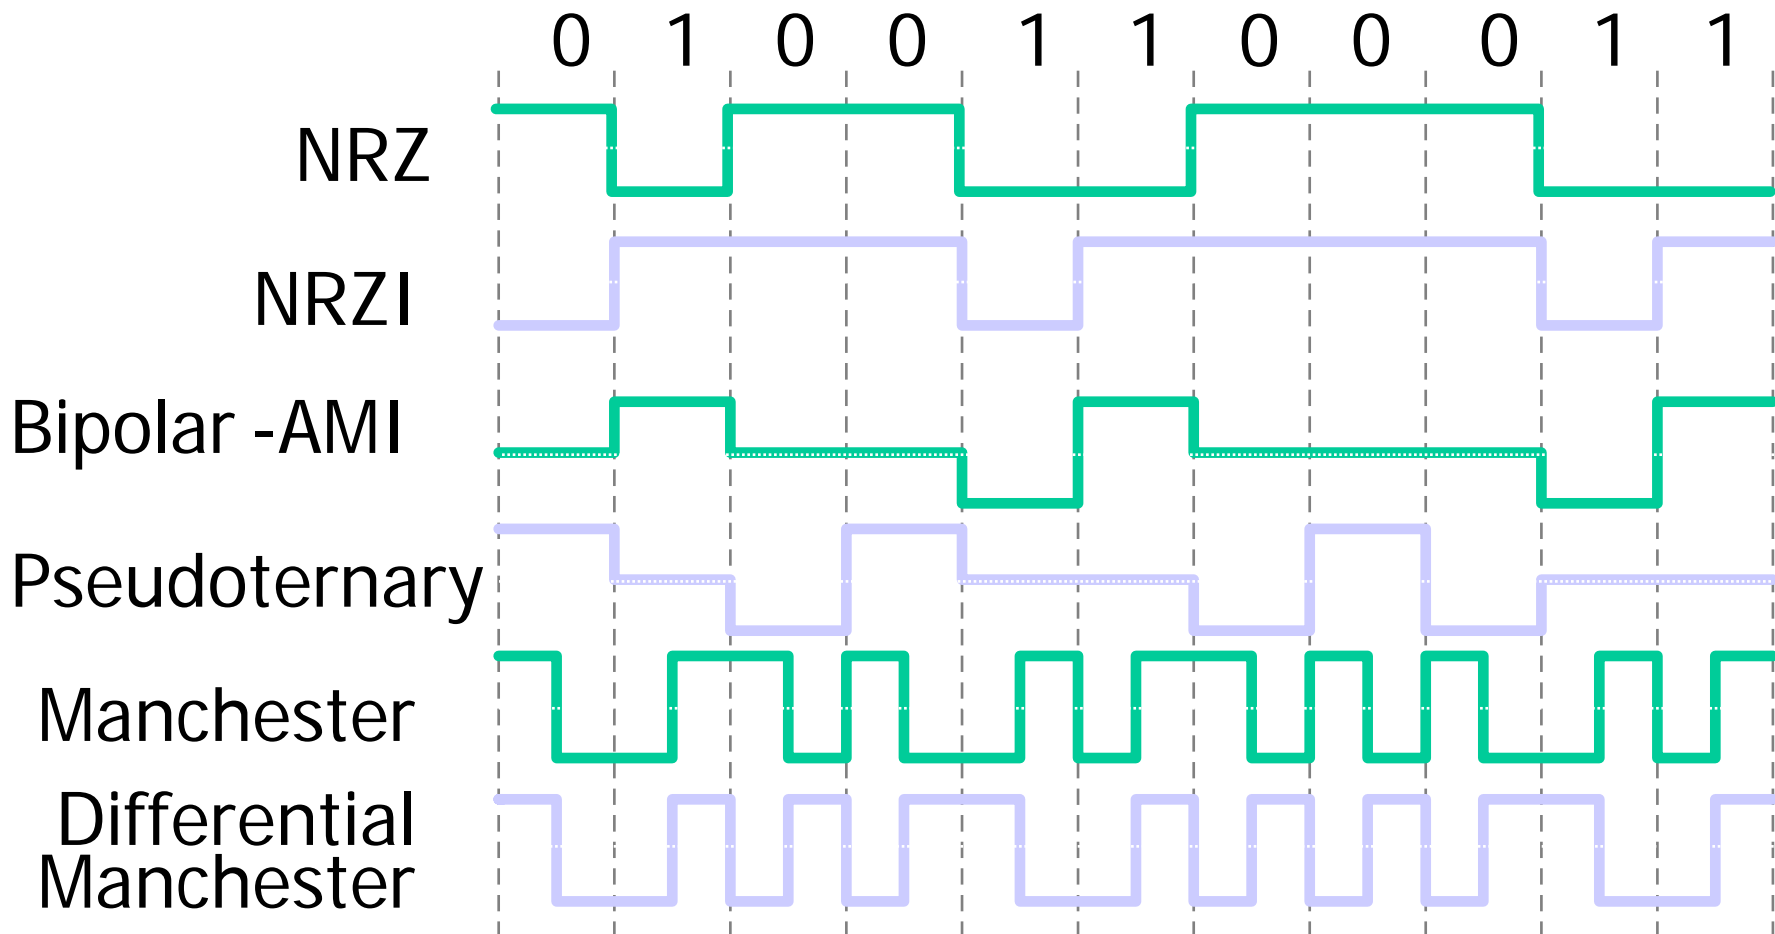 0 1 0 0 1 1 0 0 0 1 1
NRZ
NRZI
Bipolar -AMI
Pseudoternary
Manchester
Differential
Manchester